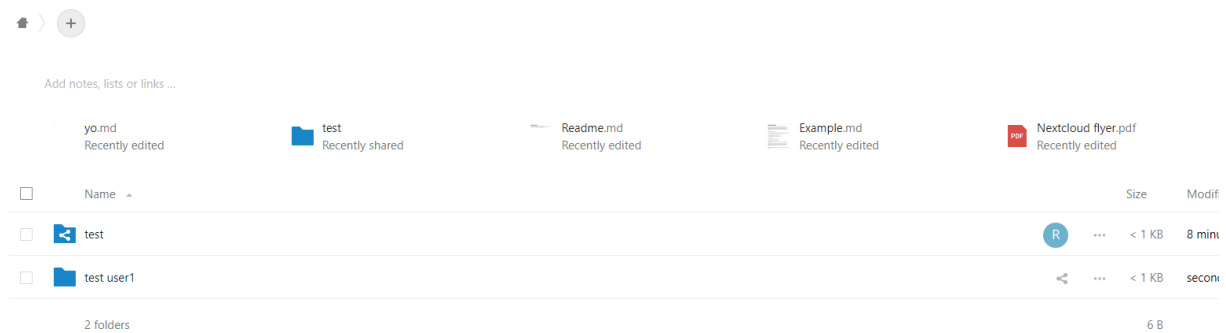 +
Add notes, lists or links ...
yo.md
Recently edited
test
Recently shared
Readme.md
Recently edited
Example.md
Recently edited
PDF
Nextcloud flyer.pdf
Recently edited
Name Size Modifi
test R ... < 1 KB 8 minu
test user1 ... < 1 KB second
2 folders 6 B